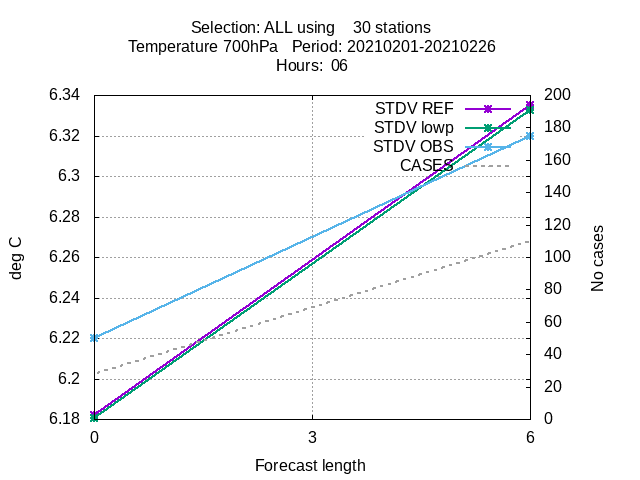 Selection: ALL using    30 stations
Temperature 700hPa   Period: 20210201-20210226
Hours:  06
6.34
6.32
6.3
6.28
6.26
6.24
6.22
6.2
6.18
deg C
STDV REF
STDV lowp
STDV OBS
CASES
200
180
160
140
120
100
80
60
40
20
0
No cases
0
3
6
Forecast length